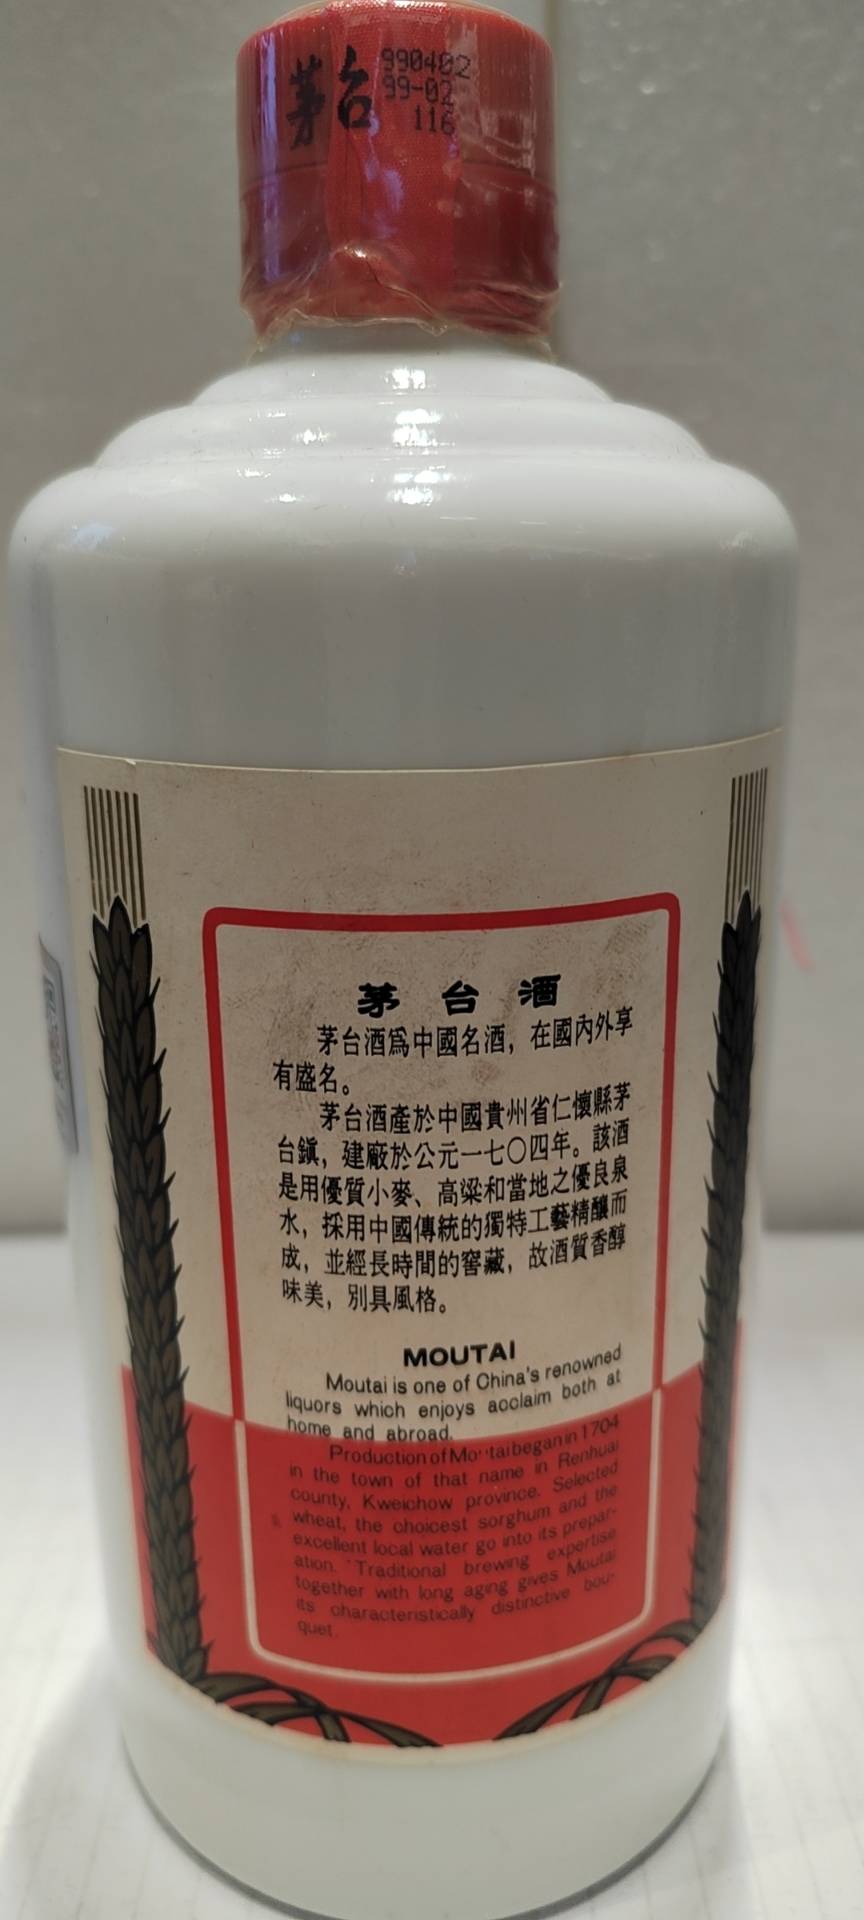 茅台
990402
99-02
116
茅台酒
茅台酒爲中國名酒，在國內外享
有盛名。
茅台酒產於中國貴州省仁懷縣茅
台鎮，建廠於公元一七〇四年。該酒
是用優質小麥、高粱和當地之優良泉
水，採用中國傳統的獨特工藝精釀而
成，並經長時間的窖藏，故酒質香醇
味美，別具風格。
MOUTAI
Moutai is one of China's renowned
liquors which enjoys acclaim both at
home and abroad.
Production of Moutai began in 1704
in the town of that name in Renhuai
county, Kweichow province. Selected
wheat, the choicest sorghum and the
excellent local water go into its prepar-
ation. Traditional brewing expertise
together with long aging gives Moutai
its characteristically distinctive bou-
quet.